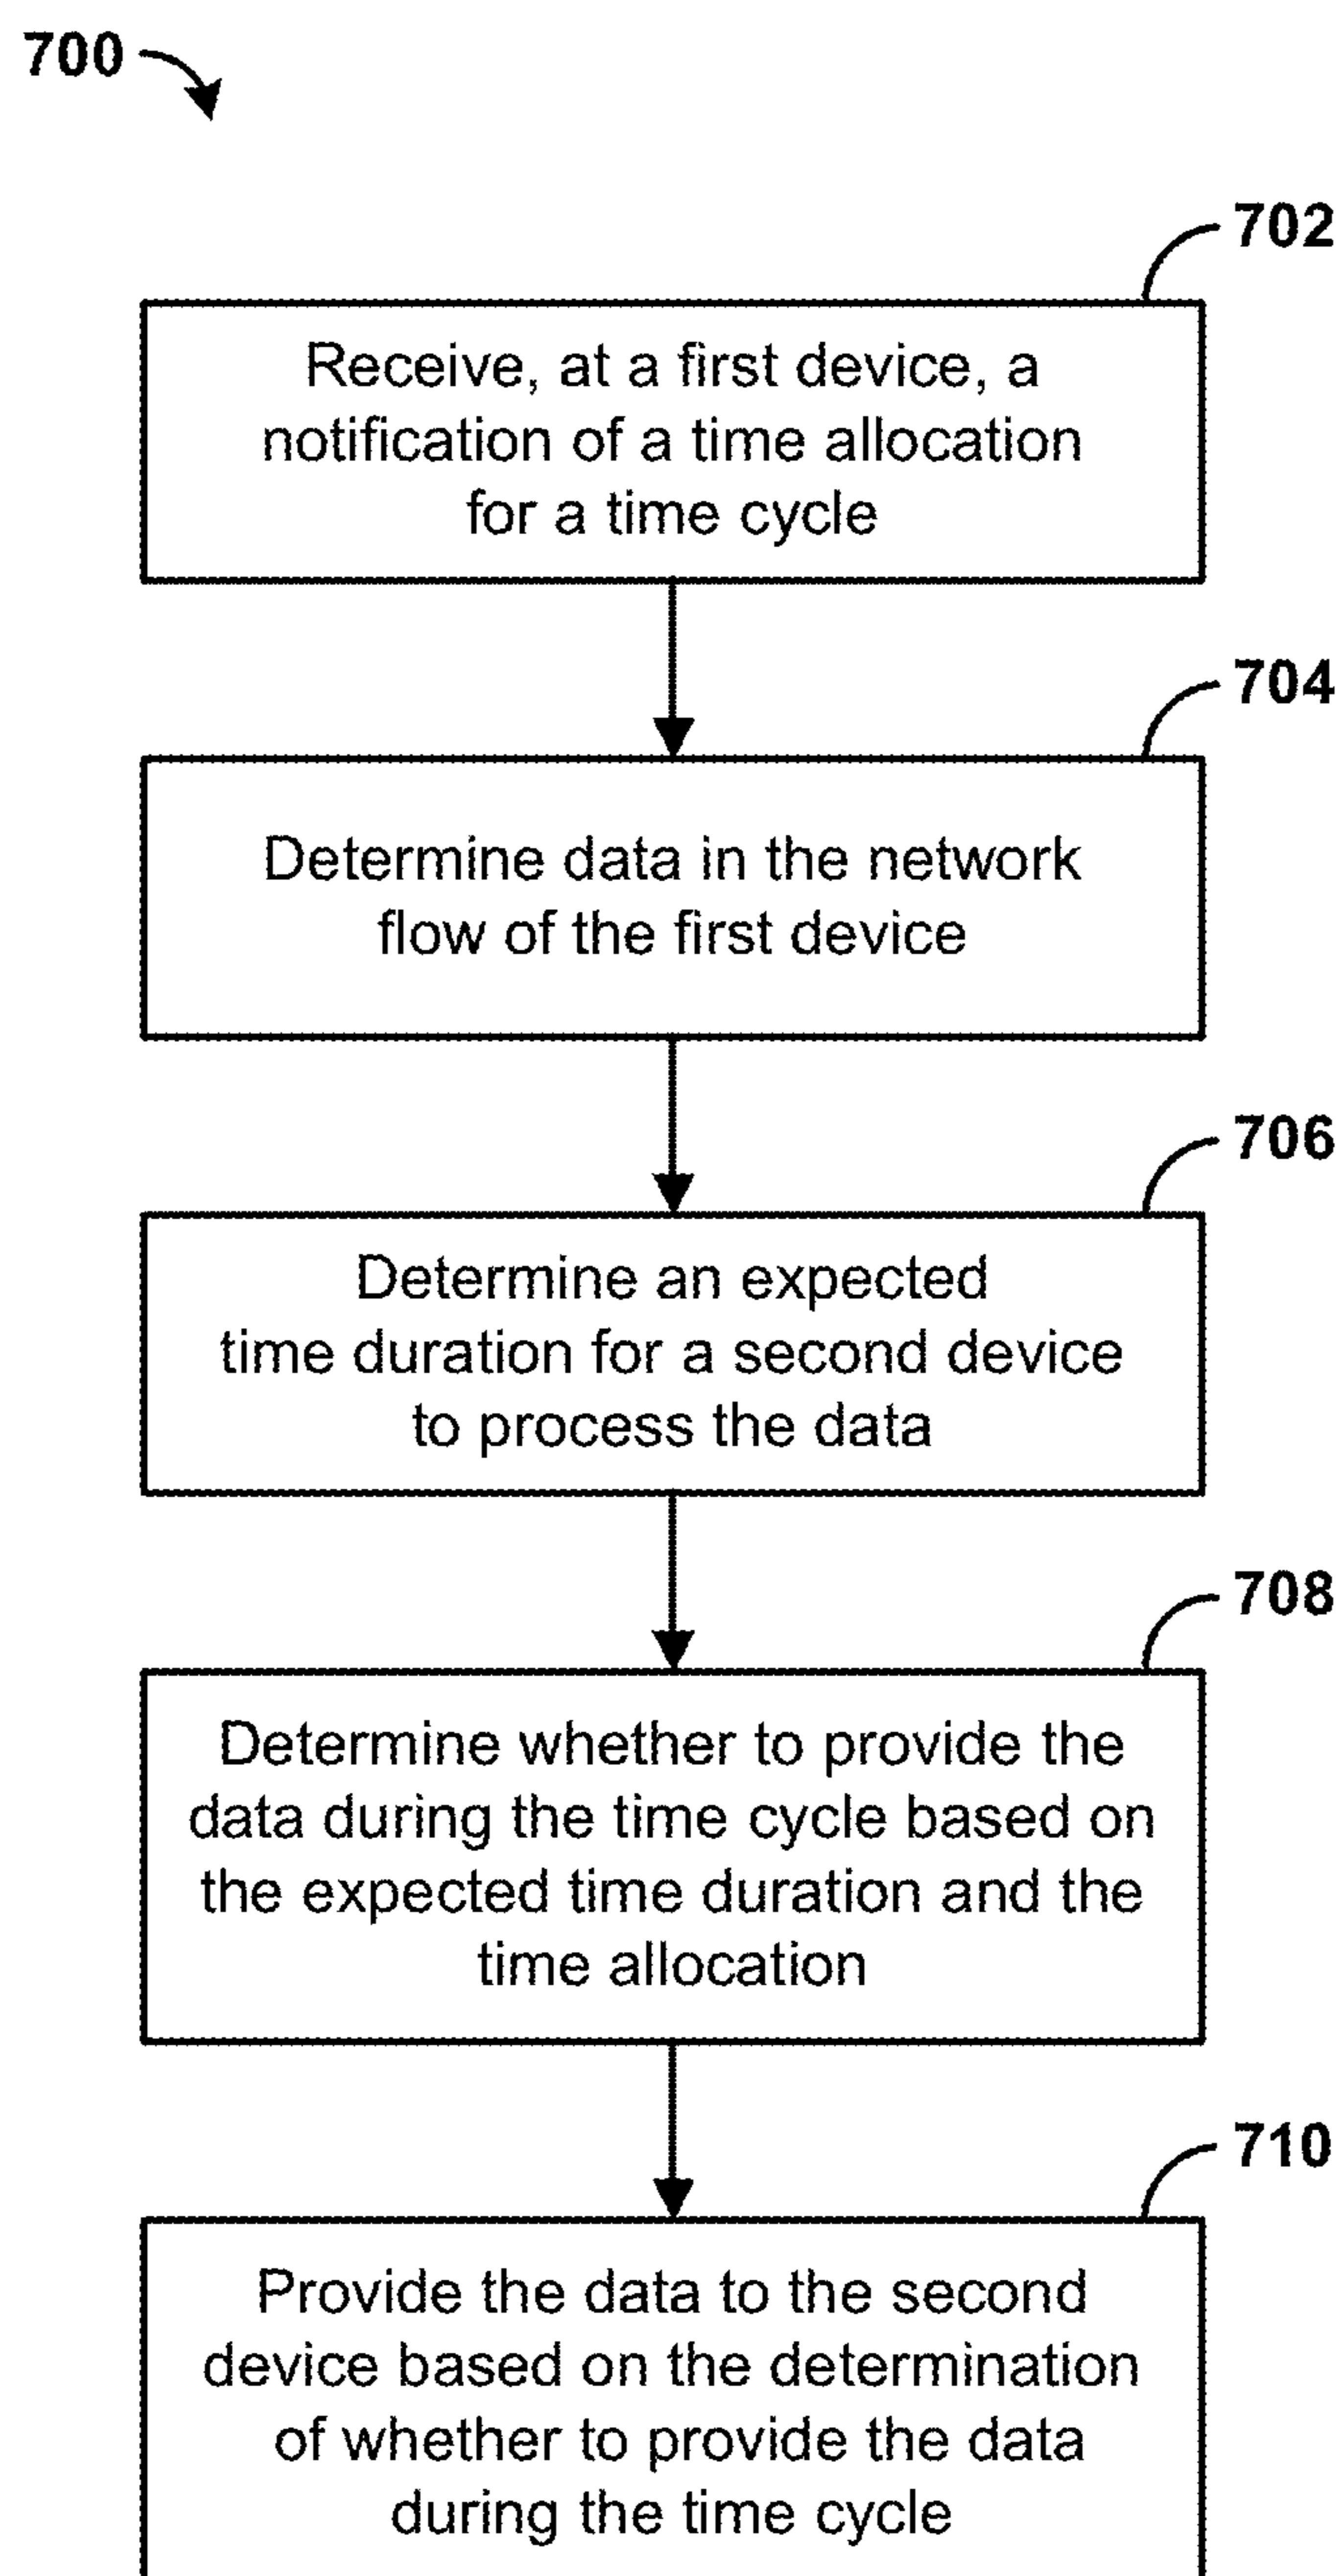 700
702
Receive, at a first device, a
notification of a time allocation
for a time cycle
704
Determine data in the network
flow of the first device
706
Determine an expected
time duration for a second device
to process the data
708
Determine whether to provide the
data during the time cycle based on
the expected time duration and the
time allocation
710
Provide the data to the second
device based on the determination
of whether to provide the data
during the time cycle